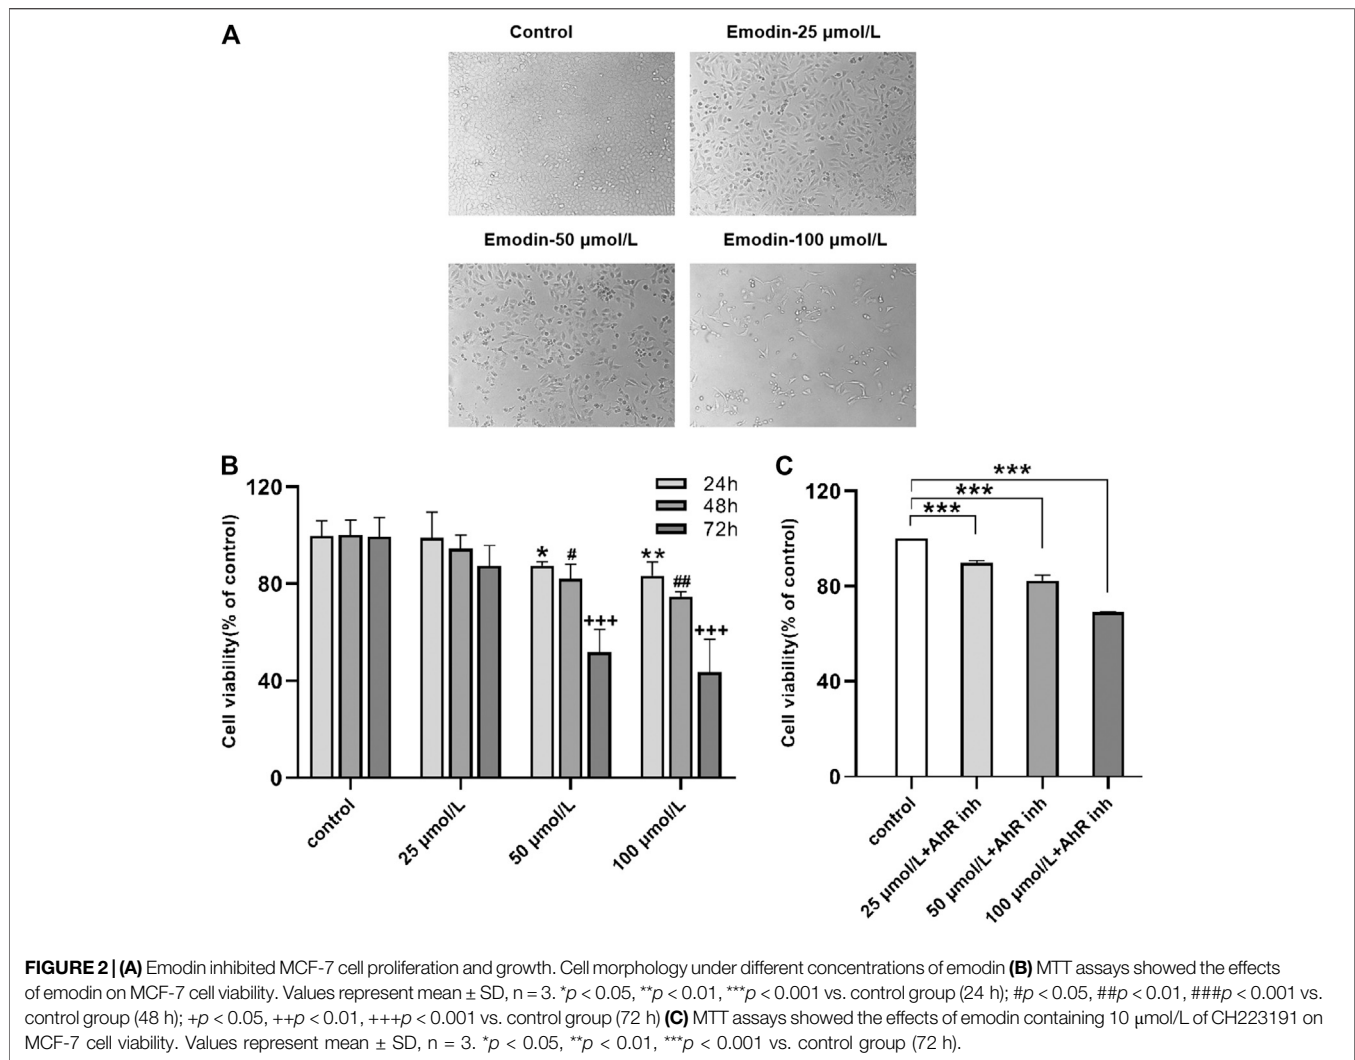 A
Control
Emodin-25 µmol/L
Emodin-50 µmol/L
Emodin-100 µmol/L
B
24h
48h
72h
Cell viability(% of control)
120
80
40
0
*
#
+++
**
##
+++
control
25 µmol/L
50 µmol/L
100 µmol/L
C
Cell viability(% of control)
120
80
40
0
***
***
***
control
25 µmol/L+AhR inh
50 µmol/L+AhR inh
100 µmol/L+AhR inh
FIGURE 2 | (A) Emodin inhibited MCF-7 cell proliferation and growth. Cell morphology under different concentrations of emodin (B) MTT assays showed the effects
of emodin on MCF-7 cell viability. Values represent mean ± SD, n = 3. *p < 0.05, **p < 0.01, ***p < 0.001 vs. control group (24 h); #p < 0.05, ##p < 0.01, ###p < 0.001 vs.
control group (48 h); +p < 0.05, ++p < 0.01, +++p < 0.001 vs. control group (72 h) (C) MTT assays showed the effects of emodin containing 10 μmol/L of CH223191 on
MCF-7 cell viability. Values represent mean ± SD, n = 3. *p < 0.05, **p < 0.01, ***p < 0.001 vs. control group (72 h).